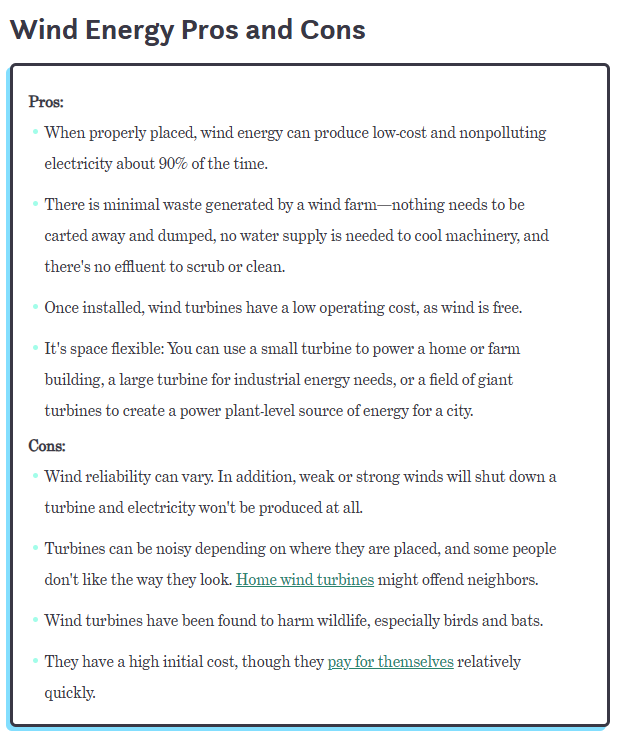 Wind Energy Pros and Cons
Pros:
When properly placed, wind energy can produce low-cost and nonpolluting
electricity about 90% of the time.
There is minimal waste generated by a wind farm—nothing needs to be
carted away and dumped, no water supply is needed to cool machinery, and
there's no effluent to scrub or clean.
Once installed, wind turbines have a low operating cost, as wind is free.
It's space flexible: You can use a small turbine to power a home or farm
building, a large turbine for industrial energy needs, or a field of giant
turbines to create a power plant-level source of energy for a city.
Cons:
Wind reliability can vary. In addition, weak or strong winds will shut down a
turbine and electricity won't be produced at all.
Turbines can be noisy depending on where they are placed, and some people
don't like the way they look. Home wind turbines might offend neighbors.
Wind turbines have been found to harm wildlife, especially birds and bats.
They have a high initial cost, though they pay for themselves relatively
quickly.